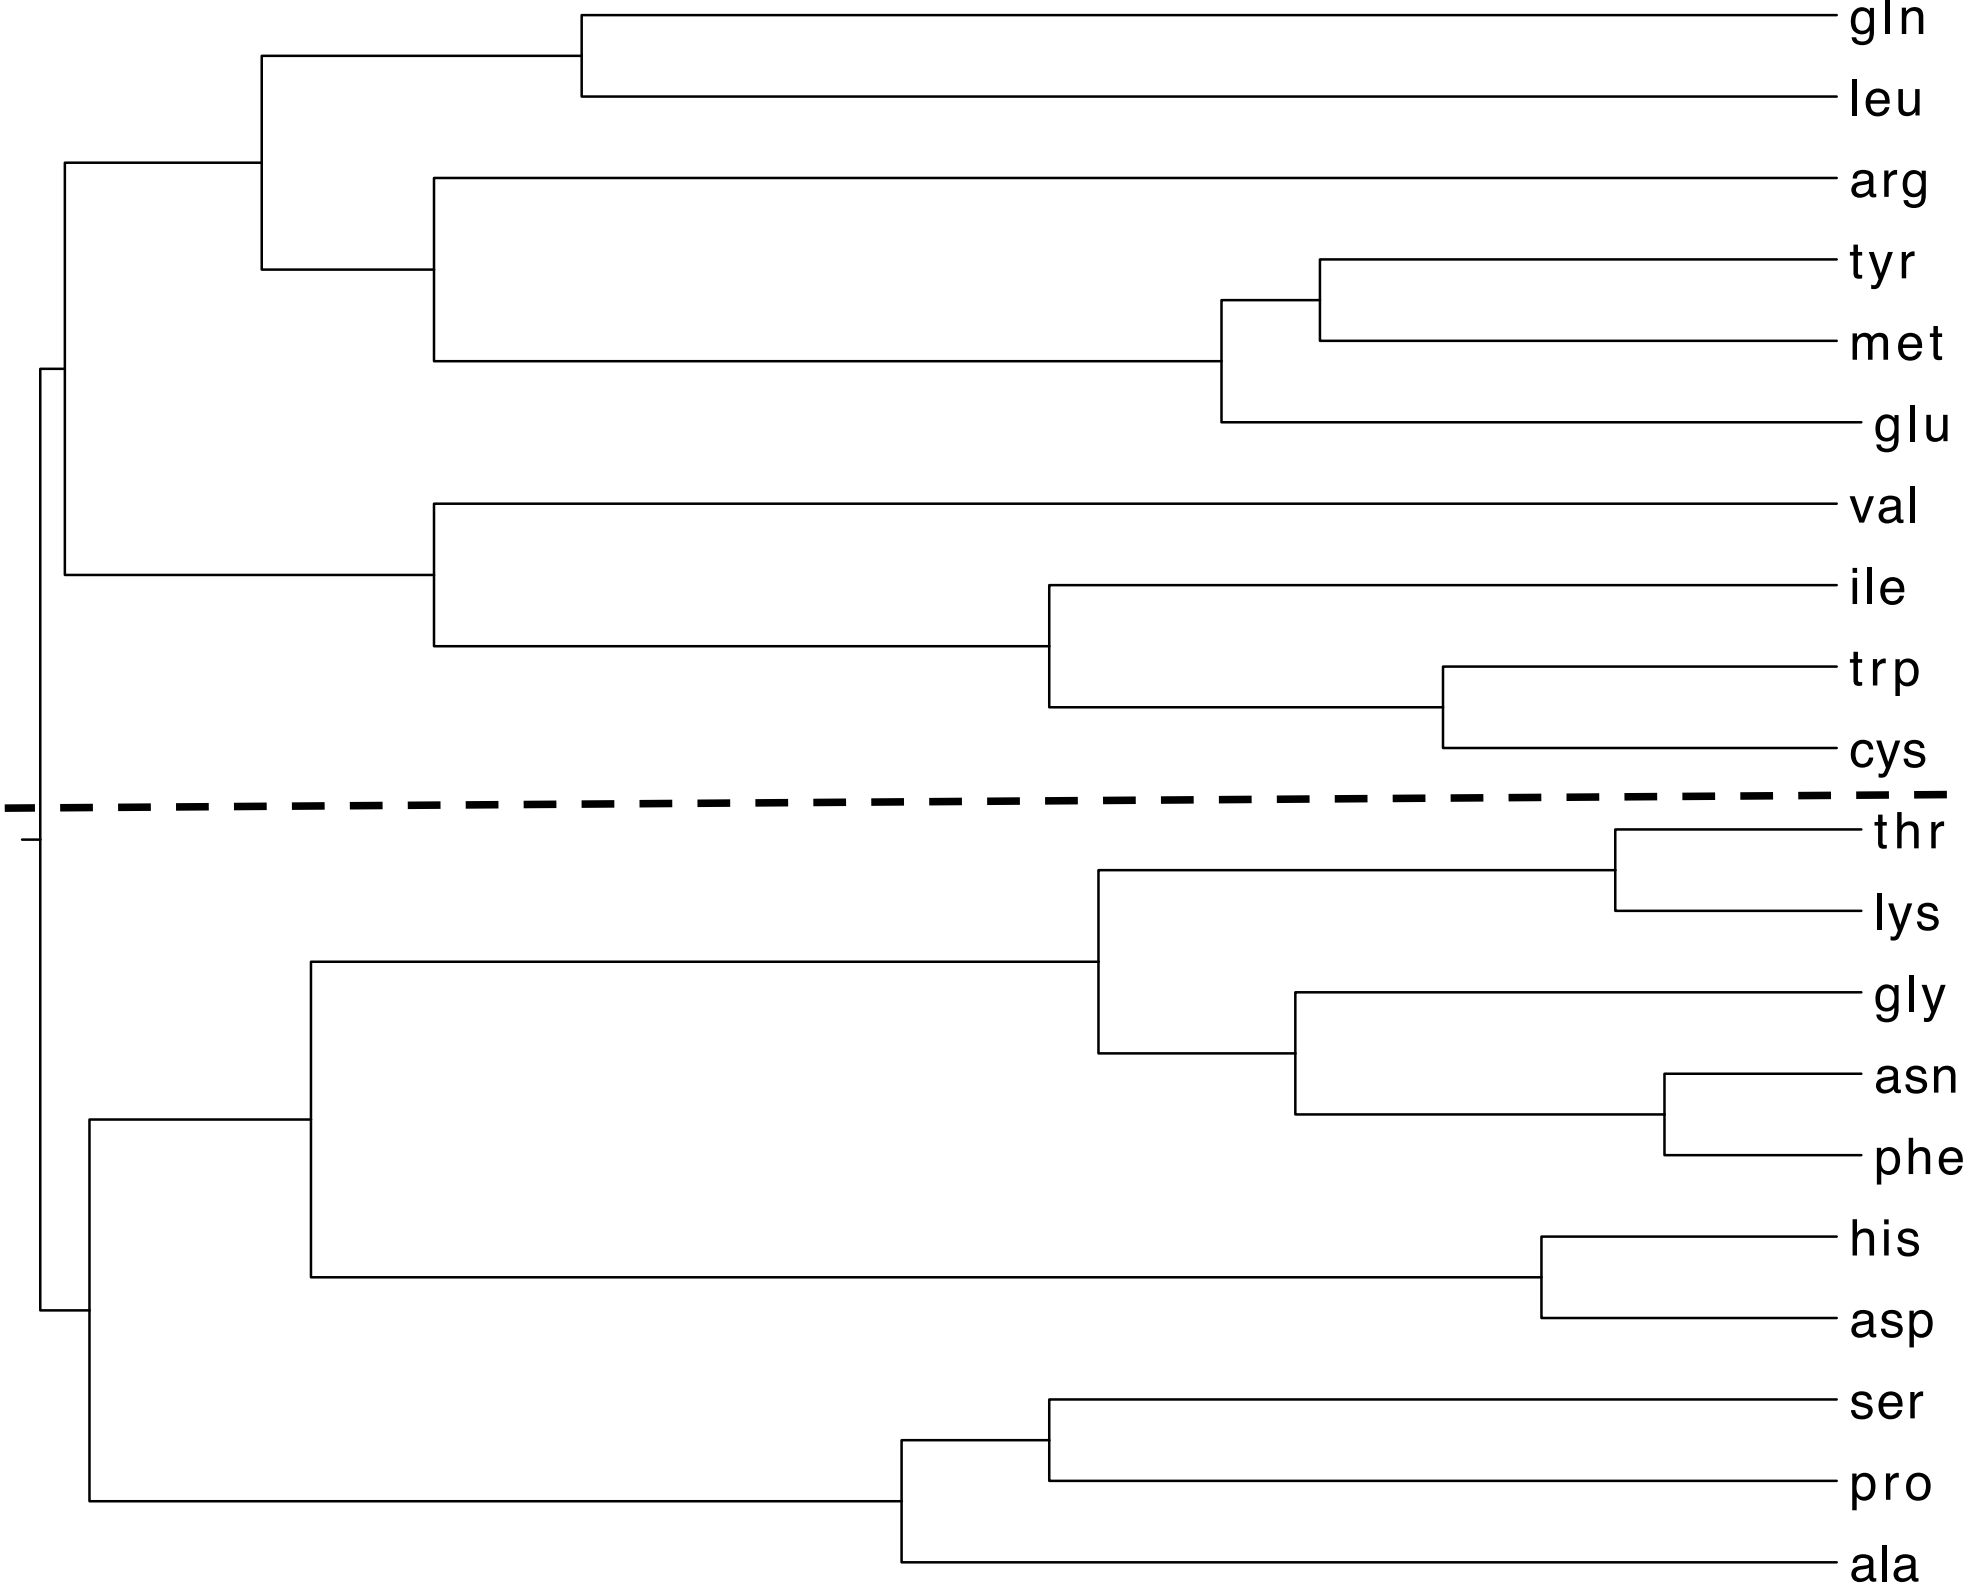 gln
leu
arg
tyr
met
glu
val
ile
trp
cys
thr
lys
gly
asn
phe
his
asp
ser
pro
ala